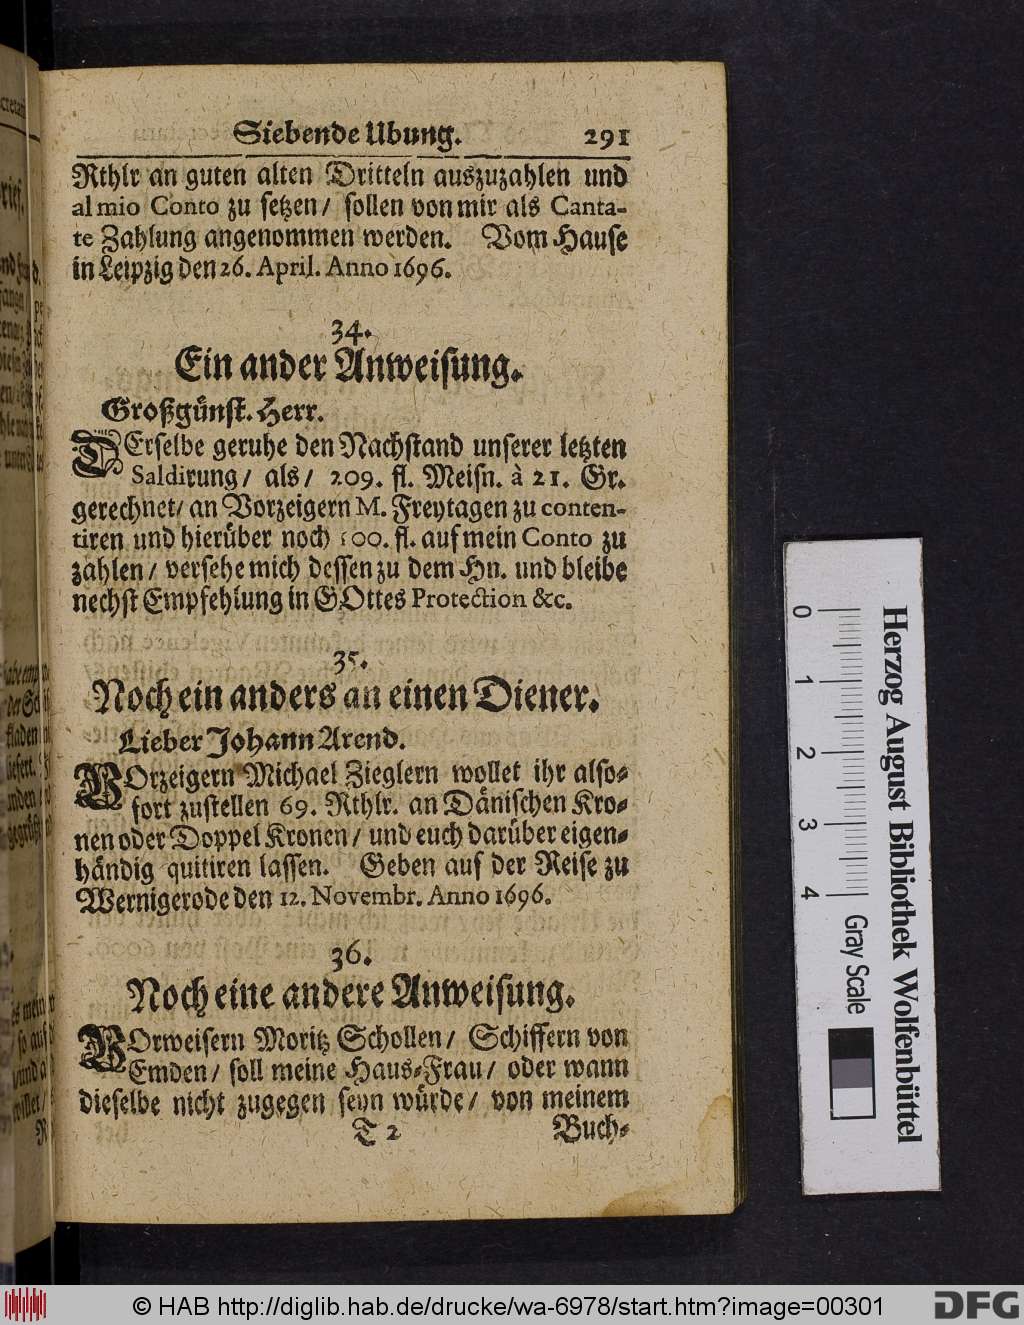 Siebende Ubung. 291
Rthlr an guten alten Dritteln auszuzahlen und
al mio Conto zu setzen/ sollen von mir als Canta-
te Zahlung angenommen werden. Vom Hause
in Leipzig den 26. April. Anno 1696.
34.
Ein ander Anweisung.
Großgünst. Herr.
DErselbe geruhe den Nachstand unserer letzten
Saldirung/ als/ 209. fl. Meisn. à 21. Gr.
gerechnet/ an Vorzeigern M. Freytagen zu conten-
tiren und hierüber noch 100. fl. auf mein Conto zu
zahlen/ versehe mich dessen zu dem Hn. und bleibe
nechst Empfehlung in GOttes Protection &c.
35.
Noch ein anders an einen Diener.
Lieber Johann Arend.
VOrzeigern Michael Zieglern wollet ihr also-
fort zustellen 69. Rthlr. an Dänischen Kro-
nen oder Doppel Kronen/ und euch darüber eigen-
händig quitiren lassen. Geben auf der Reise zu
Wernigerode den 12. Novembr. Anno 1696.
36.
Noch eine andere Anweisung.
VOrweisern Moritz Schollen/ Schiffern von
Emden/ soll meine Haus-Frau/ oder wann
dieselbe nicht zugegen seyn würde/ von meinem
T 2 Buch-
0 1 2 3 4 Gray Scale
Herzog August Bibliothek Wolfenbüttel
© HAB http://diglib.hab.de/drucke/wa-6978/start.htm?image=00301 DFG